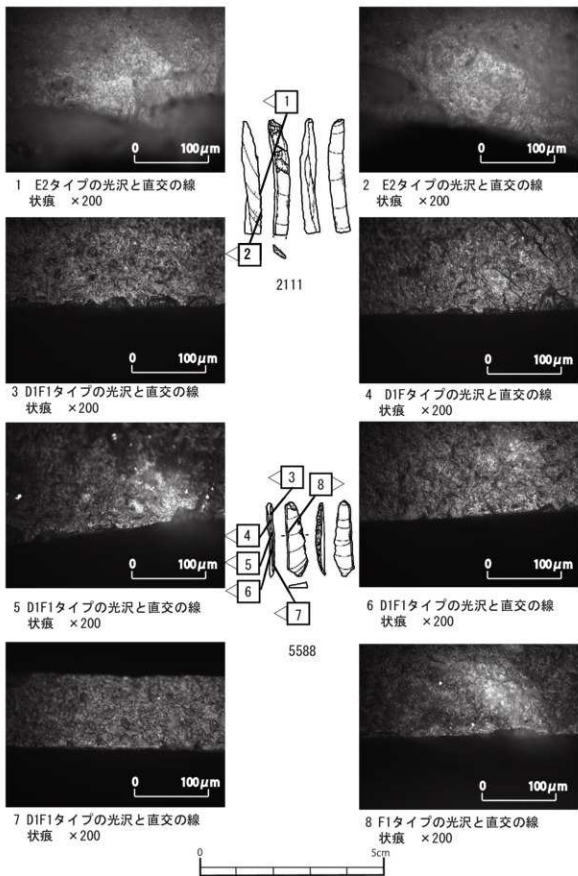 0 100μm
0 100μm
1 E2タイプの光沢と直交の線
状痕 ×200
2 E2タイプの光沢と直交の線
状痕 ×200
1
2
2111
0 100μm
0 100μm
3 D1F1タイプの光沢と直交の線
状痕 ×200
4 D1Fタイプの光沢と直交の線
状痕 ×200
0 100μm
0 100μm
3
8
4
5
6
7
5588
5 D1F1タイプの光沢と直交の線
状痕 ×200
6 D1F1タイプの光沢と直交の線
状痕 ×200
0 100μm
0 100μm
7 D1F1タイプの光沢と直交の線
状痕 ×200
8 F1タイプの光沢と直交の線
状痕 ×200
0 5cm